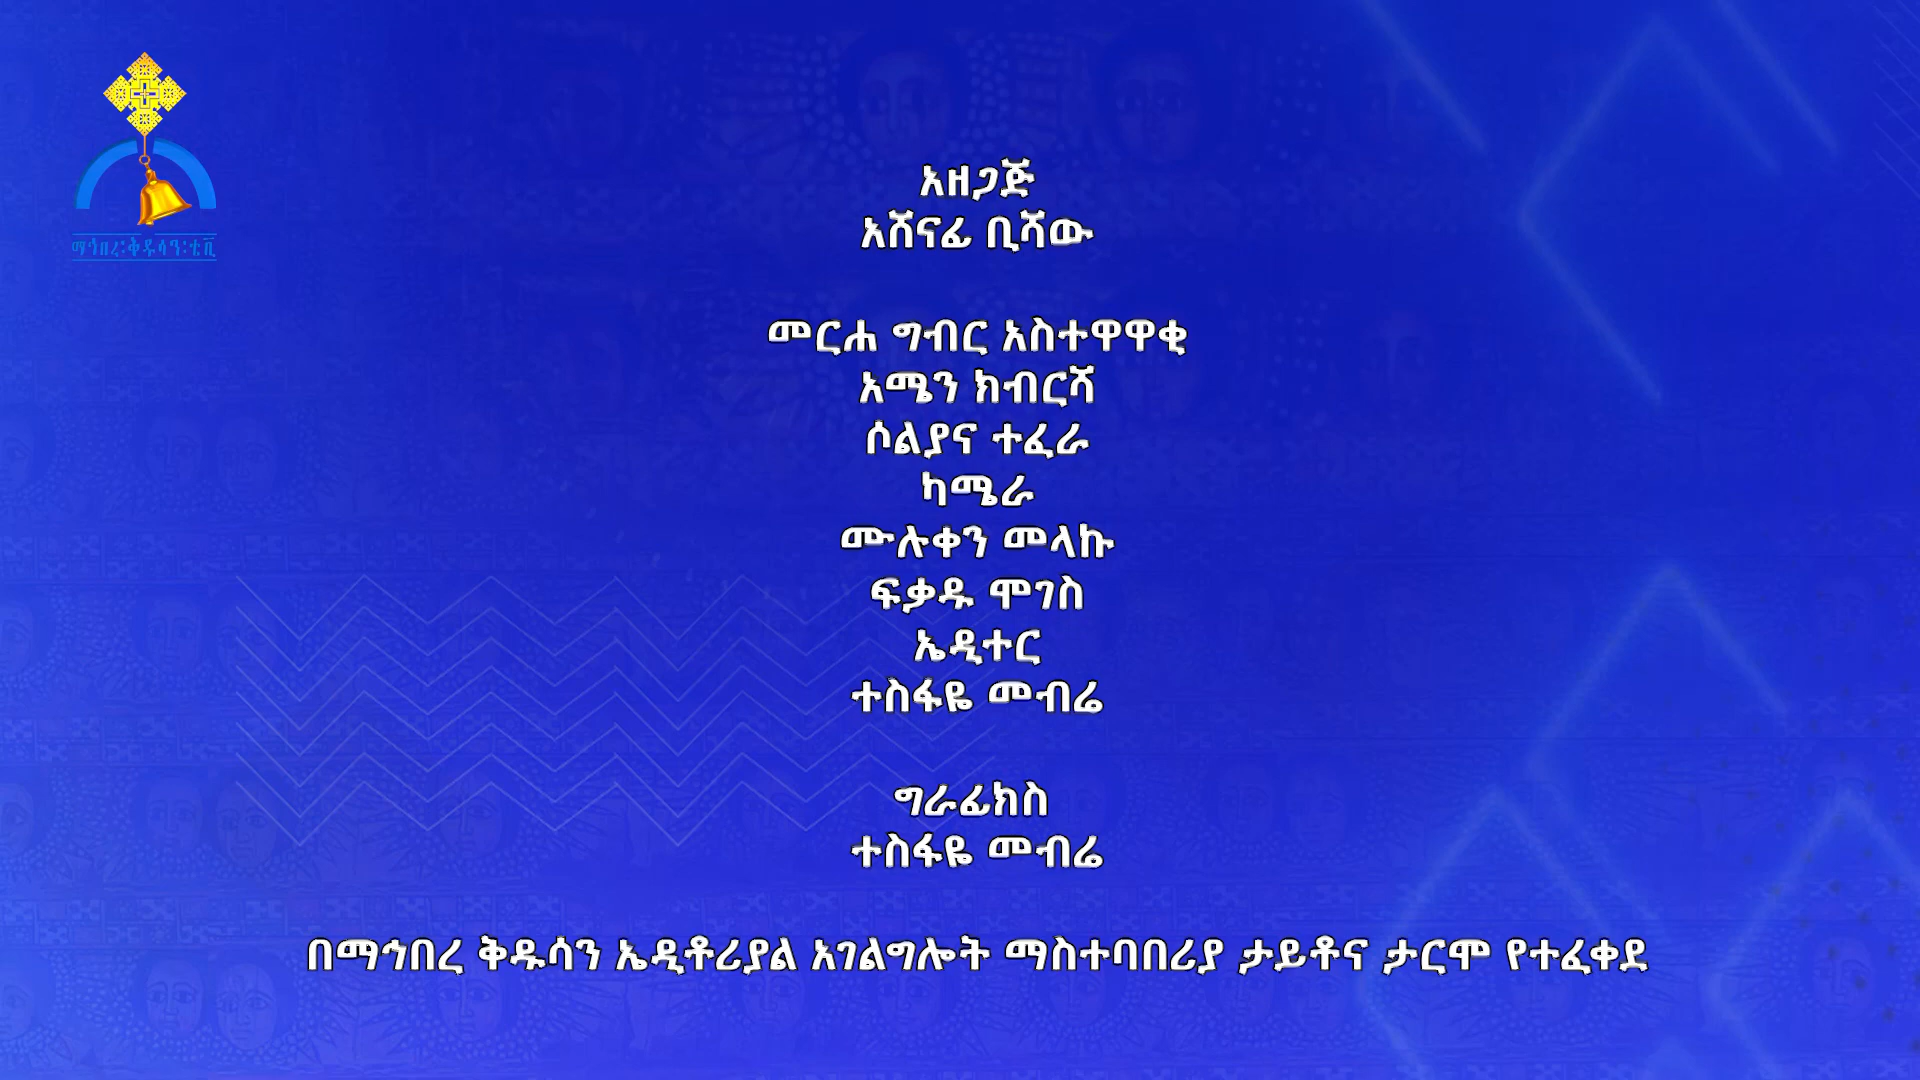 ማኅበረ፡ቅዱሳን፡ቴቪ
አዘጋጅ
አሸናፊ ቢሻው
መርሐ ግብር አስተዋዋቂ
አሜን ክብርሻ
ሶልያና ተፈራ
ካሜራ
ሙሉቀን መላኩ
ፍቃዱ ሞገስ
ኤዲተር
ተስፋዬ መብሬ
ግራፊክስ
ተስፋዬ መብሬ
በማኅበረ ቅዱሳን ኤዲቶሪያል አገልግሎት ማስተባበሪያ ታይቶና ታርሞ የተፈቀደ